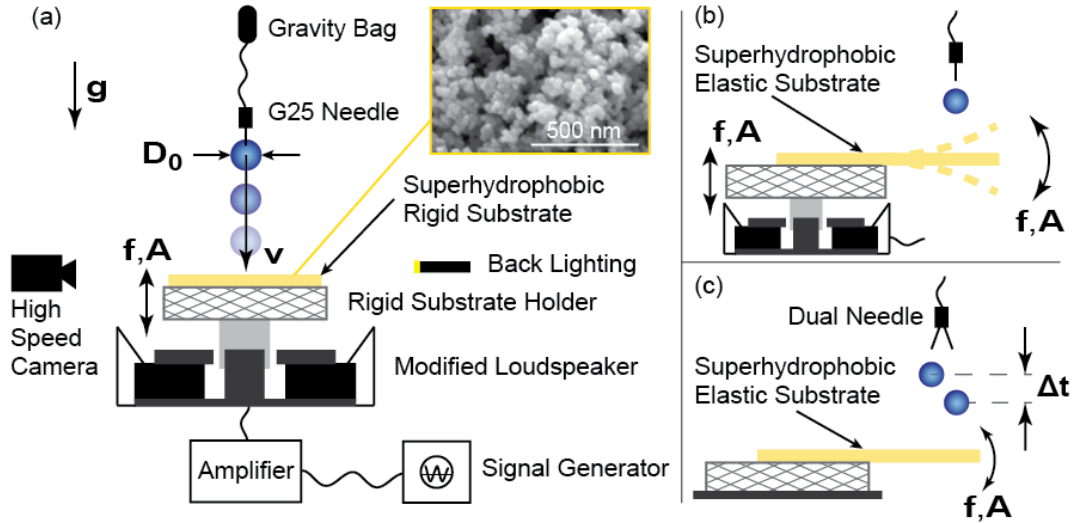 (a)
Gravity Bag
g
G25 Needle
D₀
500 nm
Superhydrophobic
Rigid Substrate
f,A
v
Back Lighting
High
Speed
Camera
Rigid Substrate Holder
Modified Loudspeaker
Amplifier
Signal Generator
(b)
Superhydrophobic
Elastic Substrate
f,A
f,A
(c)
Dual Needle
Superhydrophobic
Elastic Substrate
Δt
f,A